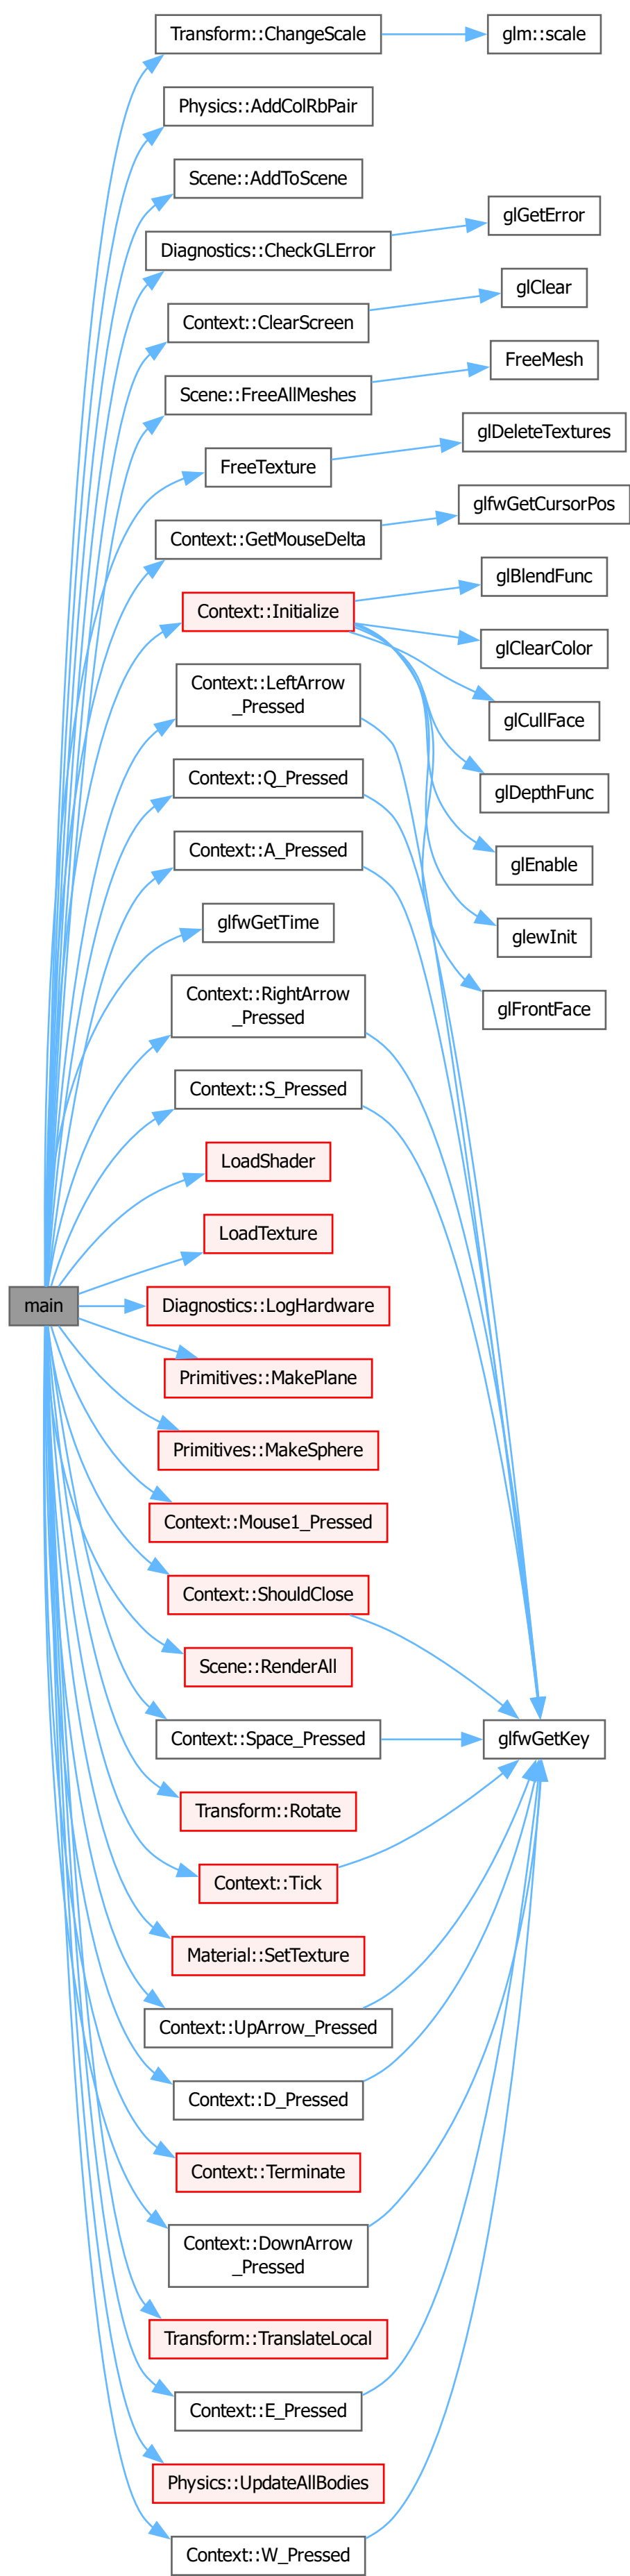 Transform::ChangeScale
glm::scale
Physics::AddColRbPair
Scene::AddToScene
glGetError
Diagnostics::CheckGLError
glClear
Context::ClearScreen
FreeMesh
Scene::FreeAllMeshes
glDeleteTextures
FreeTexture
glfwGetCursorPos
Context::GetMouseDelta
glBlendFunc
Context::Initialize
glClearColor
Context::LeftArrow
_Pressed
glCullFace
Context::Q_Pressed
glDepthFunc
Context::A_Pressed
glEnable
glfwGetTime
glewInit
Context::RightArrow
_Pressed
glFrontFace
Context::S_Pressed
LoadShader
LoadTexture
main
Diagnostics::LogHardware
Primitives::MakePlane
Primitives::MakeSphere
Context::Mouse1_Pressed
Context::ShouldClose
Scene::RenderAll
Context::Space_Pressed
glfwGetKey
Transform::Rotate
Context::Tick
Material::SetTexture
Context::UpArrow_Pressed
Context::D_Pressed
Context::Terminate
Context::DownArrow
_Pressed
Transform::TranslateLocal
Context::E_Pressed
Physics::UpdateAllBodies
Context::W_Pressed